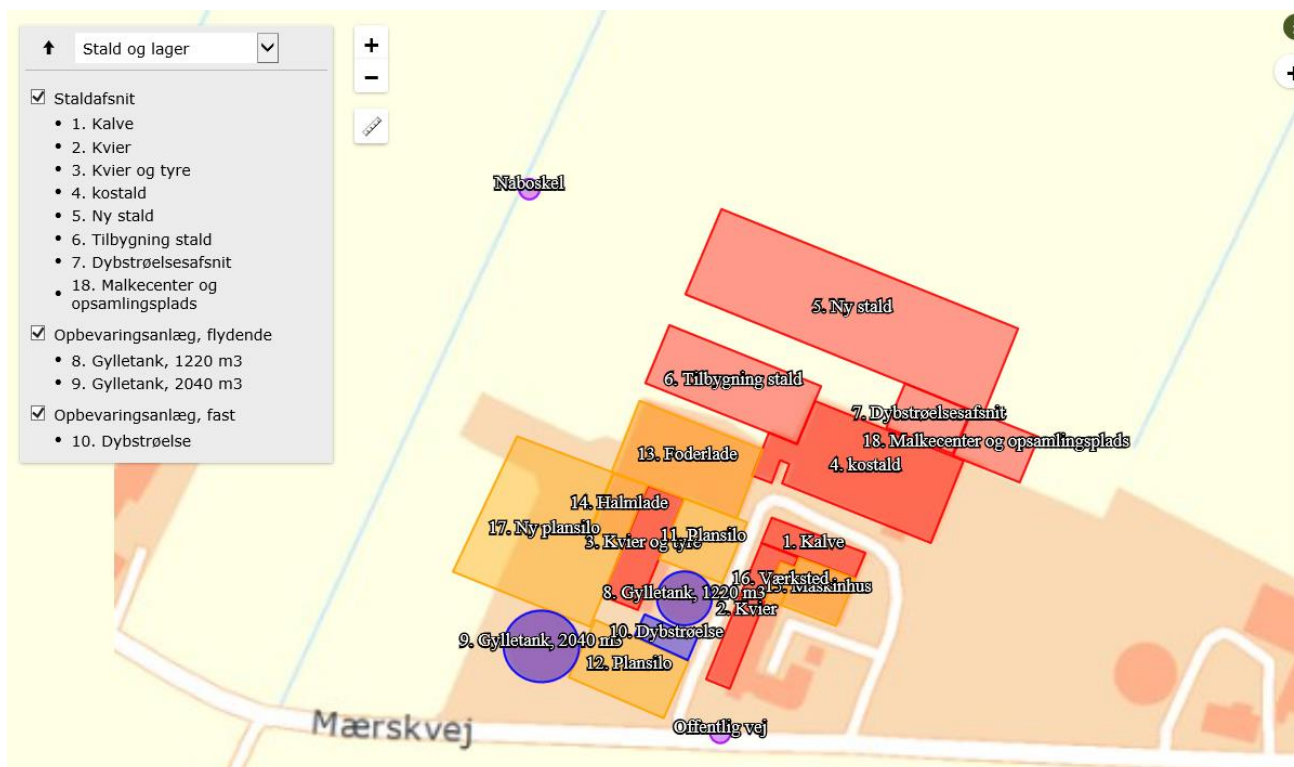 Stald og lager
Staldafsnit
1. Kalve
2. Kvier
3. Kvier og tyre
4. kostald
5. Ny stald
6. Tilbygning stald
7. Dybstrøelsesafsnit
18. Malkecenter og
opsamlingsplads
Opbevaringsanlæg, flydende
8. Gylletank, 1220 m3
9. Gylletank, 2040 m3
Opbevaringsanlæg, fast
10. Dybstrøelse
+
−
Naboskel
5. Ny stald
6. Tilbygning stald
7. Dybstrøelsesafsnit
18. Malkecenter og opsamlingsplads
13. Foderlade
4. kostald
14. Halmlade
17. Ny plansilo
11. Plansilo
3. Kvier og tyre
1. Kalve
16. Værksted
15. Maskinhus
8. Gylletank, 1220 m3
2. Kvier
10. Dybstrøelse
9. Gylletank, 2040 m3
12. Plansilo
Mærskvej
Offentlig vej